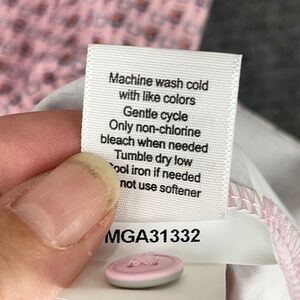 Machine wash cold
with like colors
Gentle cycle
Only non-chlorine
bleach when needed
Tumble dry low
ool iron if needed
not use softener
MGA31332